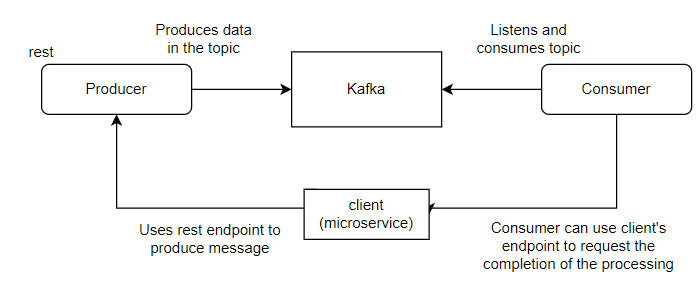 Produces data
in the topic
Listens and
consumes topic
rest
Producer
Kafka
Consumer
client
(microservice)
Uses rest endpoint to
produce message
Consumer can use client's
endpoint to request the
completion of the processing